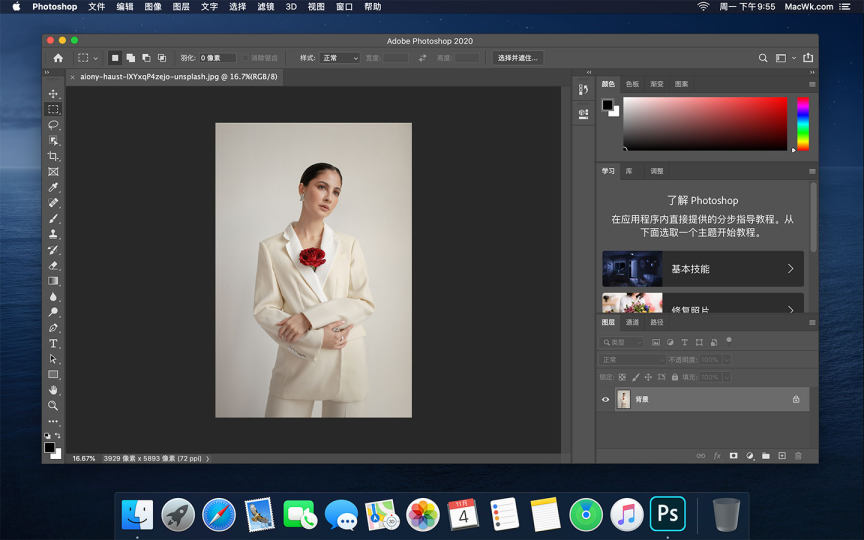 Photoshop 文件 编辑 图像 图层 文字 选择 滤镜 3D 视图 窗口 帮助 周一 下午 9:55 MacWk.com
Adobe Photoshop 2020
羽化: 0 像素 消除锯齿 样式: 正常 宽度: 高度: 选择并遮住...
aiony-haust-IXYxqP4zejo-unsplash.jpg @ 16.7%(RGB/8)
颜色 色板 渐变 图案
学习 库 调整
了解 Photoshop
在应用程序内直接提供的分步指导教程。从
下面选取一个主题开始教程。
基本技能
修复照片
图层 通道 路径
类型
正常 不透明度: 100%
锁定: 填充: 100%
背景
fx
16.67% 3929 像素 x 5893 像素 (72 ppi)
11月
4
3D
Ps